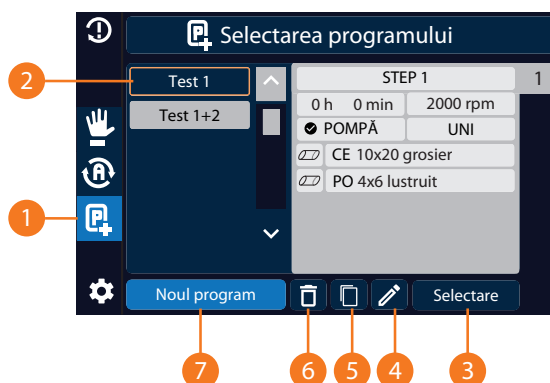 P Selectarea programului
2
Test 1
Test 1+2
STEP 1
1
0 h 0 min
2000 rpm
POMPĂ
UNI
CE 10x20 grosier
PO 4x6 lustruit
A
1
P
Noul program
Selectare
7
6
5
4
3